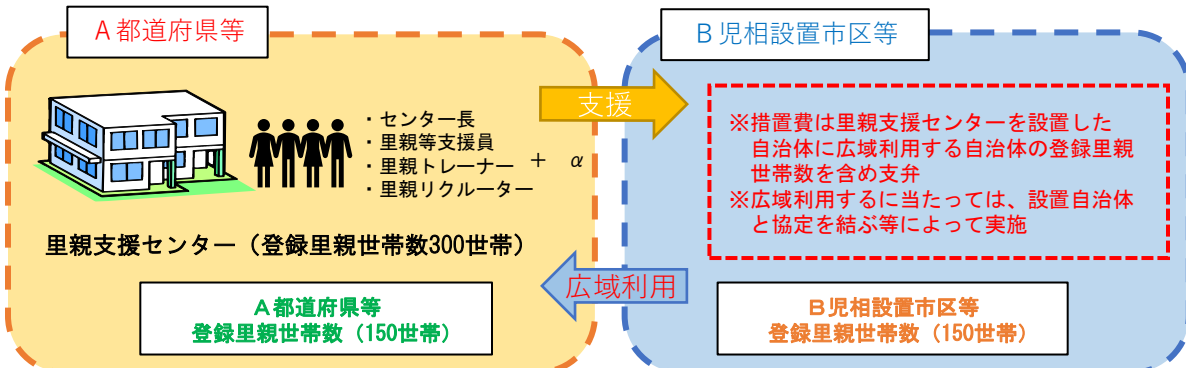 A都道府県等
・センター長
・里親等支援員
・里親トレーナー
・里親リクルーター
＋ α
里親支援センター（登録里親世帯数300世帯）
A都道府県等
登録里親世帯数（150世帯）
支援
広域利用
B児相設置市区等
※措置費は里親支援センターを設置した
自治体に広域利用する自治体の登録里親
世帯数を含め支弁
※広域利用するに当たっては、設置自治体
と協定を結ぶ等によって実施
B児相設置市区等
登録里親世帯数（150世帯）